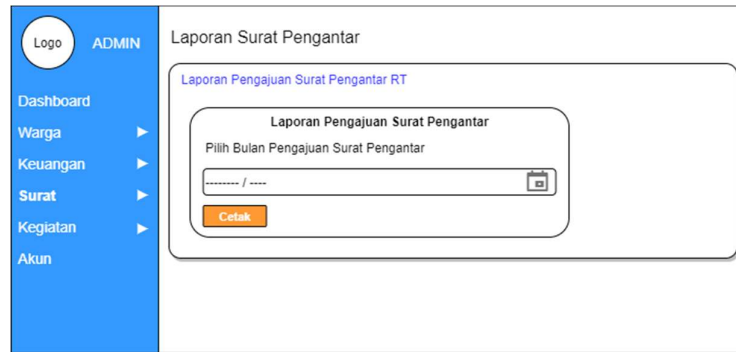 Logo
ADMIN
Dashboard
Warga
Keuangan
Surat
Kegiatan
Akun
Laporan Surat Pengantar
Laporan Pengajuan Surat Pengantar RT
Laporan Pengajuan Surat Pengantar
Pilih Bulan Pengajuan Surat Pengantar
-------- / ----
Cetak